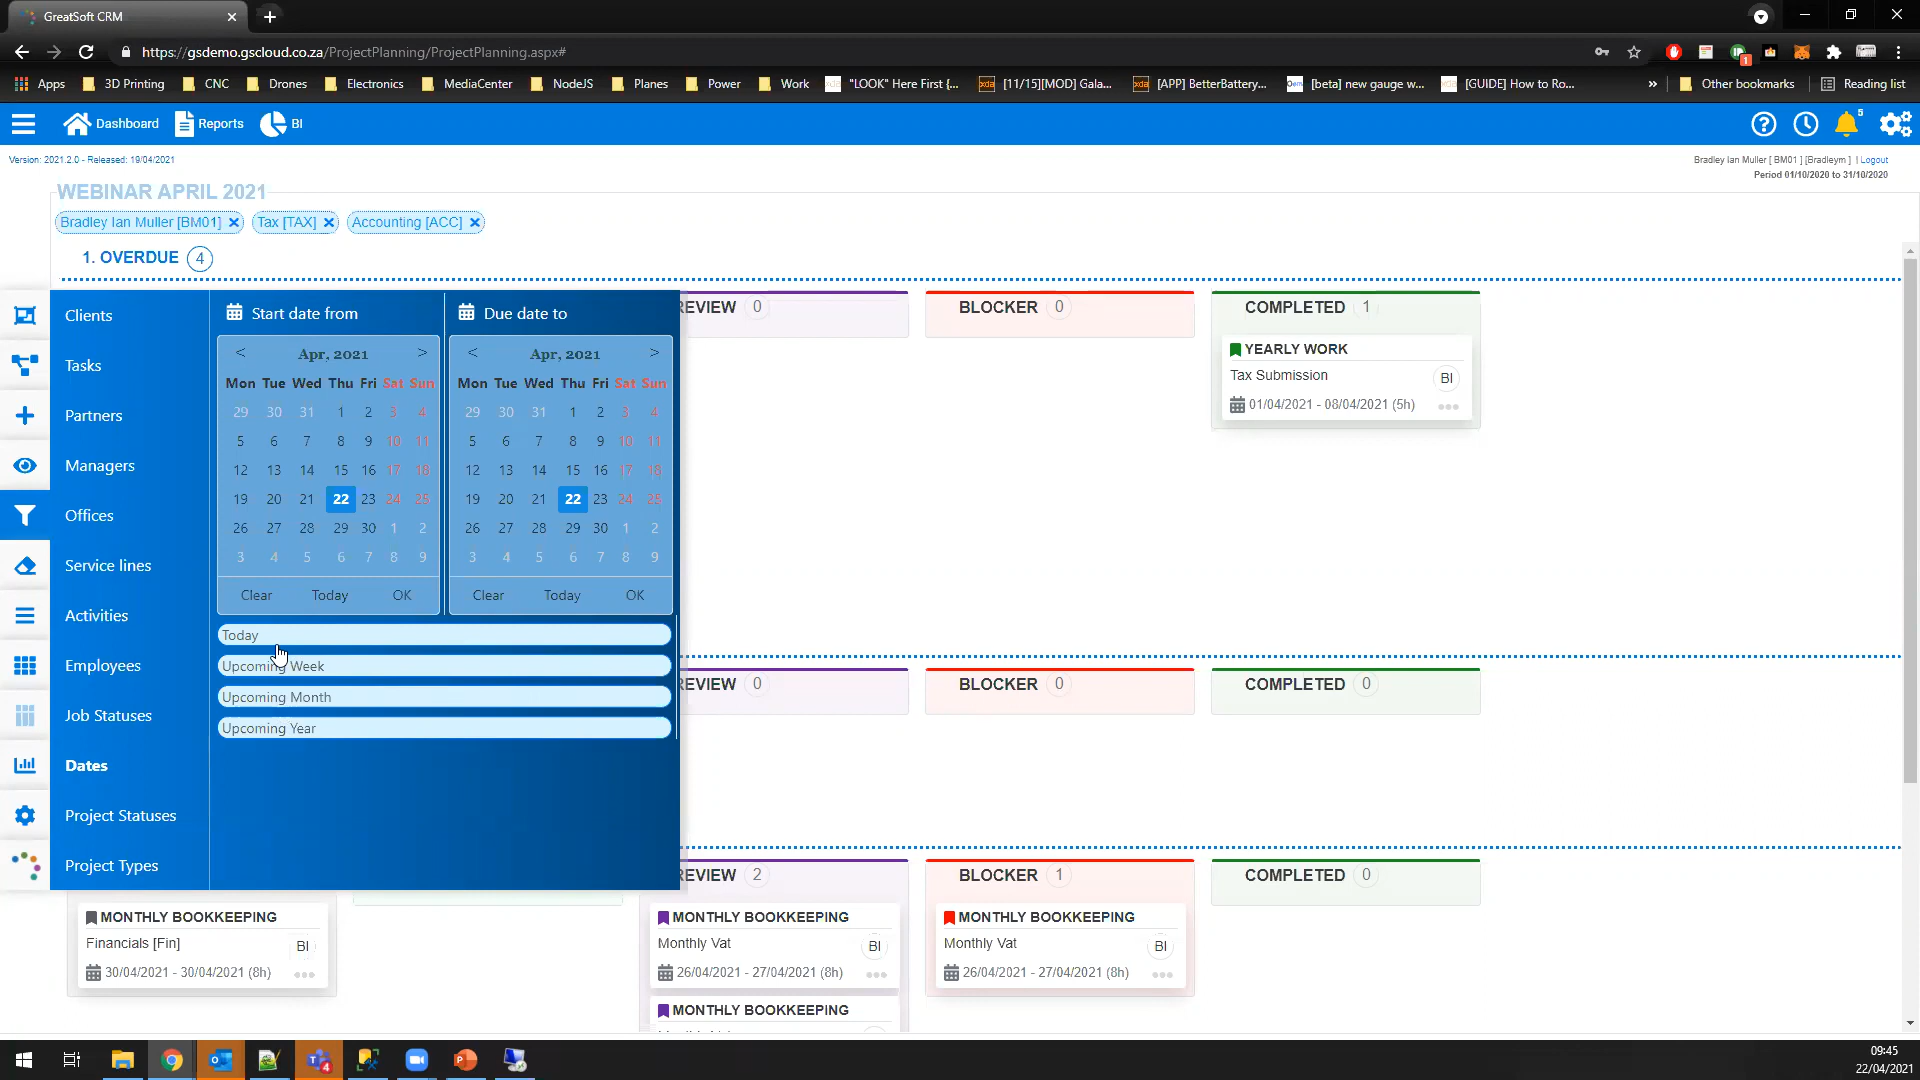 GreatSoft CRM
https://gsdemo.gscloud.co.za/ProjectPlanning/ProjectPlanning.aspx#
Apps 3D Printing CNC Drones Electronics MediaCenter NodeJS Planes Power Work "LOOK" Here First {... [11/15][MOD] Gala... [APP] BetterBattery... [beta] new gauge w... [GUIDE] How to Ro... » Other bookmarks Reading list
Dashboard Reports BI
Version: 2021.2.0 - Released: 19/04/2021
Bradley Ian Muller [ BM01 ] [Bradleym ] | Logout
Period 01/10/2020 to 31/10/2020
WEBINAR APRIL 2021
Bradley Ian Muller [BM01] Tax [TAX] Accounting [ACC]
1. OVERDUE 4
Clients
Tasks
Partners
Managers
Offices
Service lines
Activities
Employees
Job Statuses
Dates
Project Statuses
Project Types
Start date from
< Apr, 2021 >
Mon Tue Wed Thu Fri Sat Sun
29 30 31 1 2 3 4
5 6 7 8 9 10 11
12 13 14 15 16 17 18
19 20 21 22 23 24 25
26 27 28 29 30 1 2
3 4 5 6 7 8 9
Clear Today OK
Due date to
< Apr, 2021 >
Mon Tue Wed Thu Fri Sat Sun
29 30 31 1 2 3 4
5 6 7 8 9 10 11
12 13 14 15 16 17 18
19 20 21 22 23 24 25
26 27 28 29 30 1 2
3 4 5 6 7 8 9
Clear Today OK
Today
Upcoming Week
Upcoming Month
Upcoming Year
REVIEW 0 BLOCKER 0 COMPLETED 1
YEARLY WORK
Tax Submission
BI
01/04/2021 - 08/04/2021 (5h)
REVIEW 0 BLOCKER 0 COMPLETED 0
REVIEW 2 BLOCKER 1 COMPLETED 0
MONTHLY BOOKKEEPING
Financials [Fin]
BI
30/04/2021 - 30/04/2021 (8h)
MONTHLY BOOKKEEPING
Monthly Vat
BI
26/04/2021 - 27/04/2021 (8h)
MONTHLY BOOKKEEPING
MONTHLY BOOKKEEPING
Monthly Vat
BI
26/04/2021 - 27/04/2021 (8h)
09:45
22/04/2021